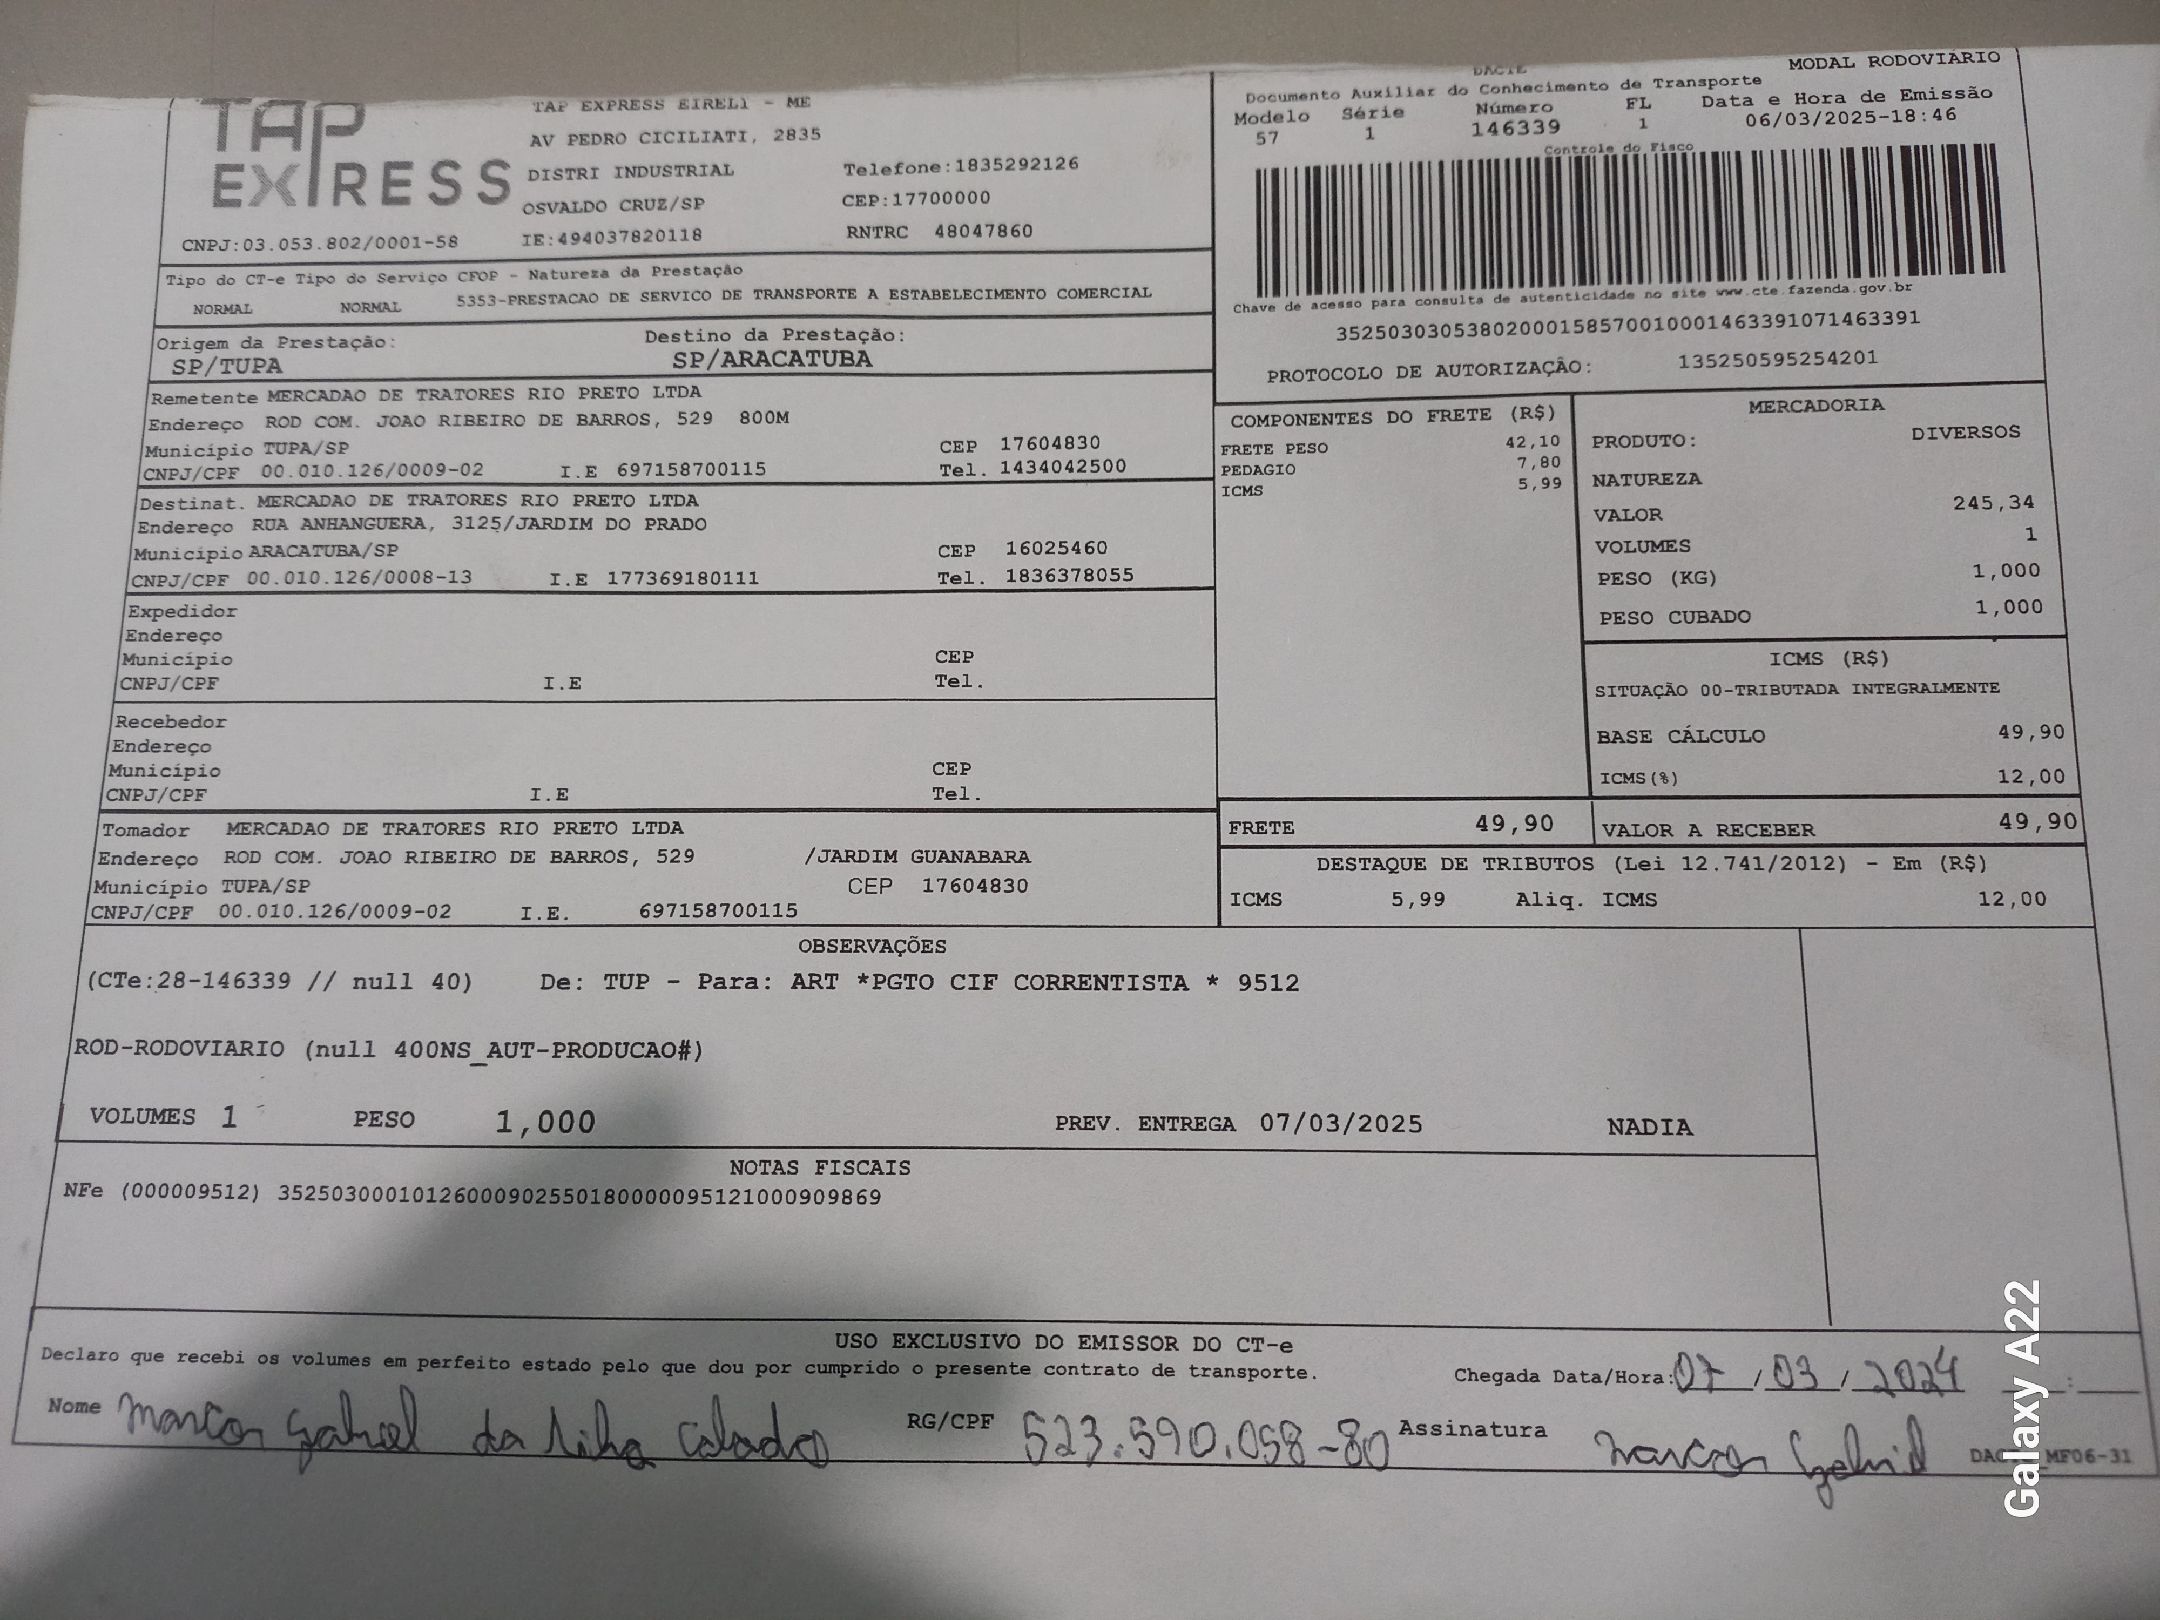 TAP EXPRESS
TAP EXPRESS EIRELI - ME
AV PEDRO CICILIATI, 2835
DISTRI INDUSTRIAL Telefone:1835292126
OSVALDO CRUZ/SP CEP:17700000
CNPJ:03.053.802/0001-58 IE:494037820118 RNTRC 48047860
DACTE MODAL RODOVIÁRIO
Documento Auxiliar do Conhecimento de Transporte
Modelo Série Número FL Data e Hora de Emissão
57 1 146339 1 06/03/2025-18:46
Controle do Fisco
Chave de acesso para consulta de autenticidade no site www.cte.fazenda.gov.br
35250303053802000158570010001463391071463391
PROTOCOLO DE AUTORIZAÇÃO: 135250595254201
Tipo do CT-e Tipo do Serviço CFOP - Natureza da Prestação
NORMAL NORMAL 5353-PRESTACAO DE SERVICO DE TRANSPORTE A ESTABELECIMENTO COMERCIAL
Origem da Prestação: Destino da Prestação:
SP/TUPA SP/ARACATUBA
Remetente MERCADAO DE TRATORES RIO PRETO LTDA
Endereço ROD COM. JOAO RIBEIRO DE BARROS, 529 800M
Município TUPA/SP CEP 17604830
CNPJ/CPF 00.010.126/0009-02 I.E 697158700115 Tel. 1434042500
Destinat. MERCADAO DE TRATORES RIO PRETO LTDA
Endereço RUA ANHANGUERA, 3125/JARDIM DO PRADO
Município ARACATUBA/SP CEP 16025460
CNPJ/CPF 00.010.126/0008-13 I.E 177369180111 Tel. 1836378055
Expedidor
Endereço
Município CEP
CNPJ/CPF I.E Tel.
Recebedor
Endereço
Município CEP
CNPJ/CPF I.E Tel.
Tomador MERCADAO DE TRATORES RIO PRETO LTDA
Endereço ROD COM. JOAO RIBEIRO DE BARROS, 529 /JARDIM GUANABARA
Município TUPA/SP CEP 17604830
CNPJ/CPF 00.010.126/0009-02 I.E. 697158700115
COMPONENTES DO FRETE (R$)
FRETE PESO 42,10
PEDAGIO 7,80
ICMS 5,99
MERCADORIA
PRODUTO: DIVERSOS
NATUREZA
VALOR 245,34
VOLUMES 1
PESO (KG) 1,000
PESO CUBADO 1,000
ICMS (R$)
SITUAÇÃO 00-TRIBUTADA INTEGRALMENTE
BASE CÁLCULO 49,90
ICMS(%) 12,00
FRETE 49,90 VALOR A RECEBER 49,90
DESTAQUE DE TRIBUTOS (Lei 12.741/2012) - Em (R$)
ICMS 5,99 Aliq. ICMS 12,00
OBSERVAÇÕES
(CTe:28-146339 // null 40) De: TUP - Para: ART *PGTO CIF CORRENTISTA * 9512
ROD-RODOVIARIO (null 400NS_AUT-PRODUCAO#)
VOLUMES 1 PESO 1,000 PREV. ENTREGA 07/03/2025 NADIA
NOTAS FISCAIS
NFe (000009512) 35250300010126000902550180000095121000909869
USO EXCLUSIVO DO EMISSOR DO CT-e
Declaro que recebi os volumes em perfeito estado pelo que dou por cumprido o presente contrato de transporte. Chegada Data/Hora: 07/03/2024 __:__
Nome Marcos Gabriel da Silva Calado RG/CPF 523.590.058-80 Assinatura Marcos Gabriel
MF06-31
Galaxy A22